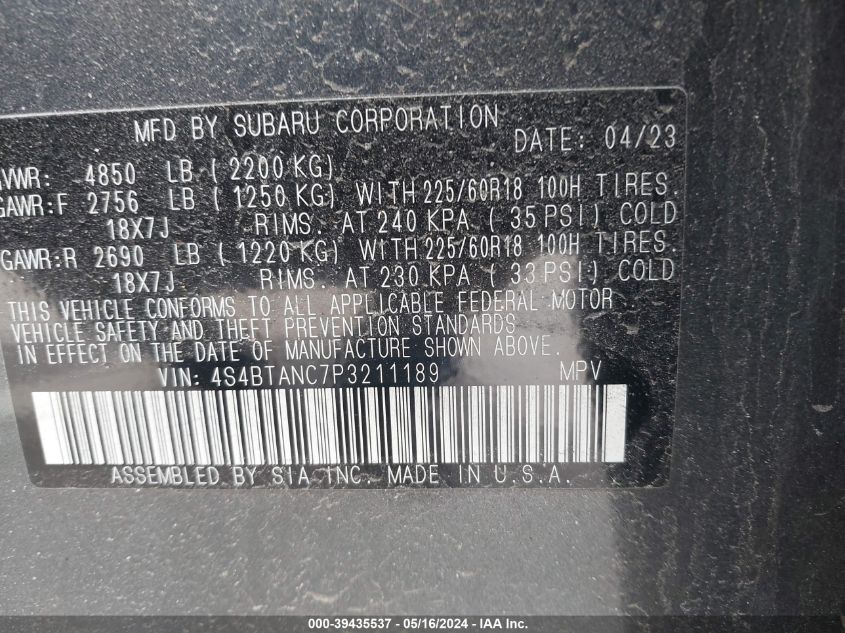 MFD BY SUBARU CORPORATION DATE: 04/23
VWR: 4850 LB ( 2200 KG)
GAWR:F 2756 LB ( 1250 KG) WITH 225/60R18 100H TIRES.
18X7J RIMS. AT 240 KPA ( 35 PSI) COLD
GAWR:R 2690 LB ( 1220 KG) WITH 225/60R18 100H TIRES.
18X7J RIMS. AT 230 KPA ( 33 PSI) COLD
THIS VEHICLE CONFORMS TO ALL APPLICABLE FEDERAL MOTOR
VEHICLE SAFETY AND THEFT PREVENTION STANDARDS
IN EFFECT ON THE DATE OF MANUFACTURE SHOWN ABOVE.
VIN: 4S4BTANC7P3211189 MPV
ASSEMBLED BY SIA INC. MADE IN U.S.A.
000-39435537 - 05/16/2024 - IAA Inc.